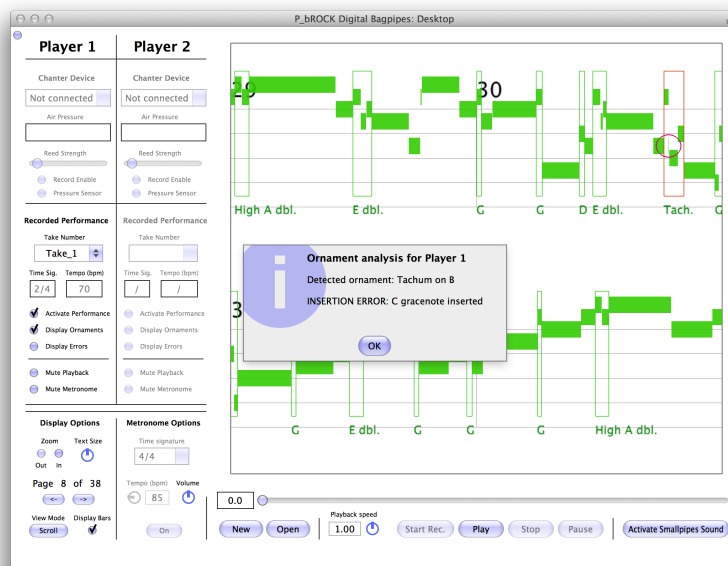 P_bROCK Digital Bagpipes: Desktop
Player 1
Chanter Device
Not connected
Air Pressure
Reed Strength
Record Enable
Pressure Sensor
Recorded Performance
Take Number
Take_1
Time Sig. Tempo (bpm)
2/4 70
Activate Performance
Display Ornaments
Display Errors
Mute Playback
Mute Metronome
Player 2
Chanter Device
Not connected
Air Pressure
Reed Strength
Record Enable
Pressure Sensor
Recorded Performance
Take Number
Time Sig. Tempo (bpm)
/ /
Activate Performance
Display Ornaments
Display Errors
Mute Playback
Mute Metronome
Display Options
Zoom Text Size
Out In
Page 8 of 38
<- ->
View Mode Display Bars
Scroll
Metronome Options
Time signature
4/4
Tempo (bpm) Volume
85
On
29 30
High A dbl. E dbl. G G D E dbl. Tach. G
Ornament analysis for Player 1
Detected ornament: Tachum on B
INSERTION ERROR: C gracenote inserted
OK
3
G E dbl. G G G High A dbl.
0.0
Playback speed
New Open 1.00 Start Rec. Play Stop Pause Activate Smallpipes Sound